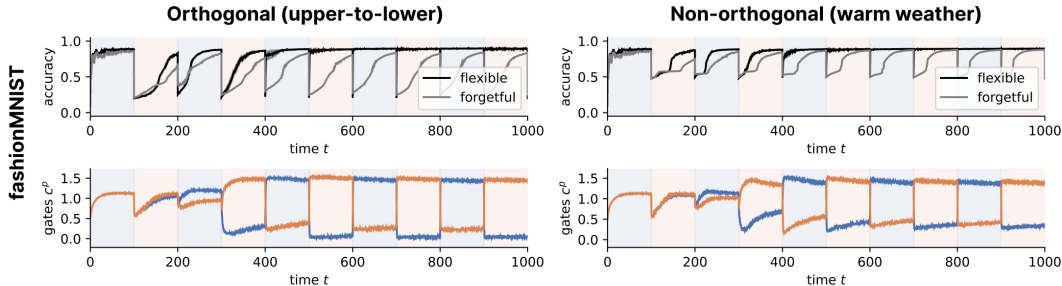 Orthogonal (upper-to-lower)
Non-orthogonal (warm weather)
fashionMNIST
accuracy
1.0
0.5
0.0
flexible
forgetful
0 200 400 600 800 1000
time t
accuracy
1.0
0.5
0.0
flexible
forgetful
0 200 400 600 800 1000
time t
gates c^p
1.5
1.0
0.5
0.0
0 200 400 600 800 1000
time t
gates c^p
1.5
1.0
0.5
0.0
0 200 400 600 800 1000
time t